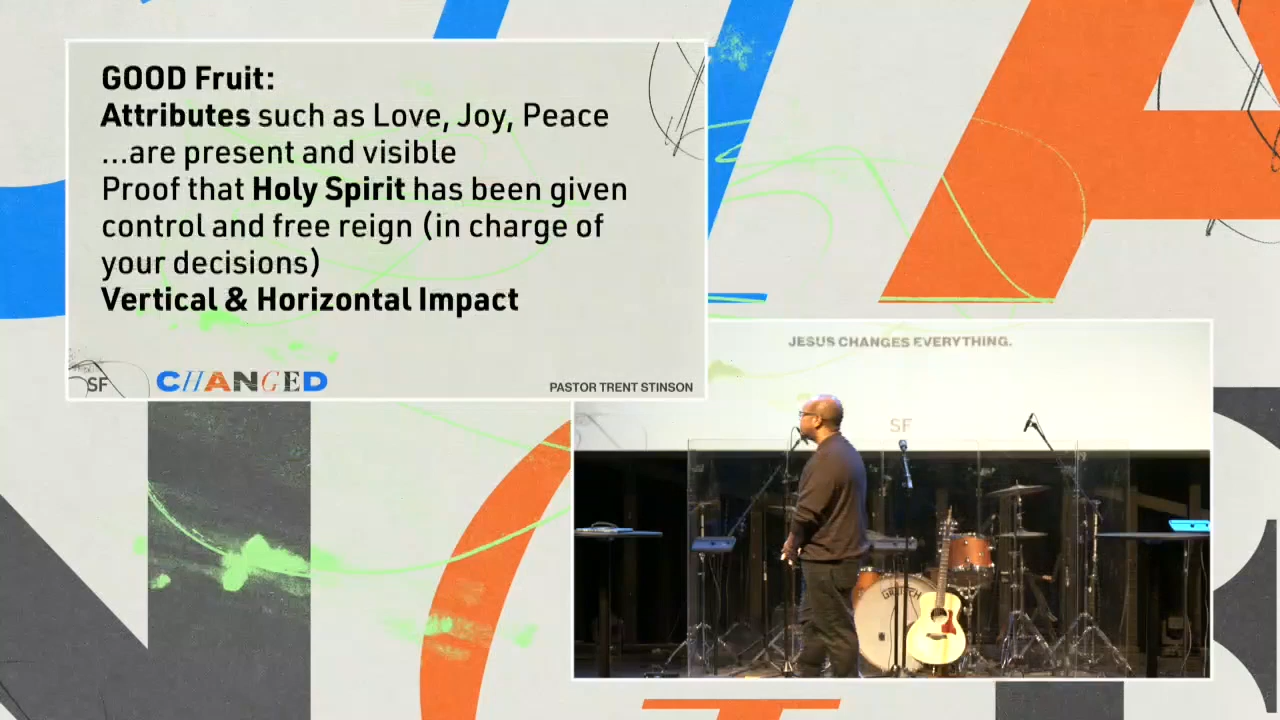 GOOD Fruit:
Attributes such as Love, Joy, Peace
...are present and visible
Proof that Holy Spirit has been given
control and free reign (in charge of
your decisions)
Vertical & Horizontal Impact
SF
CHANGED
PASTOR TRENT STINSON
JESUS CHANGES EVERYTHING.
SF
GRETSCH